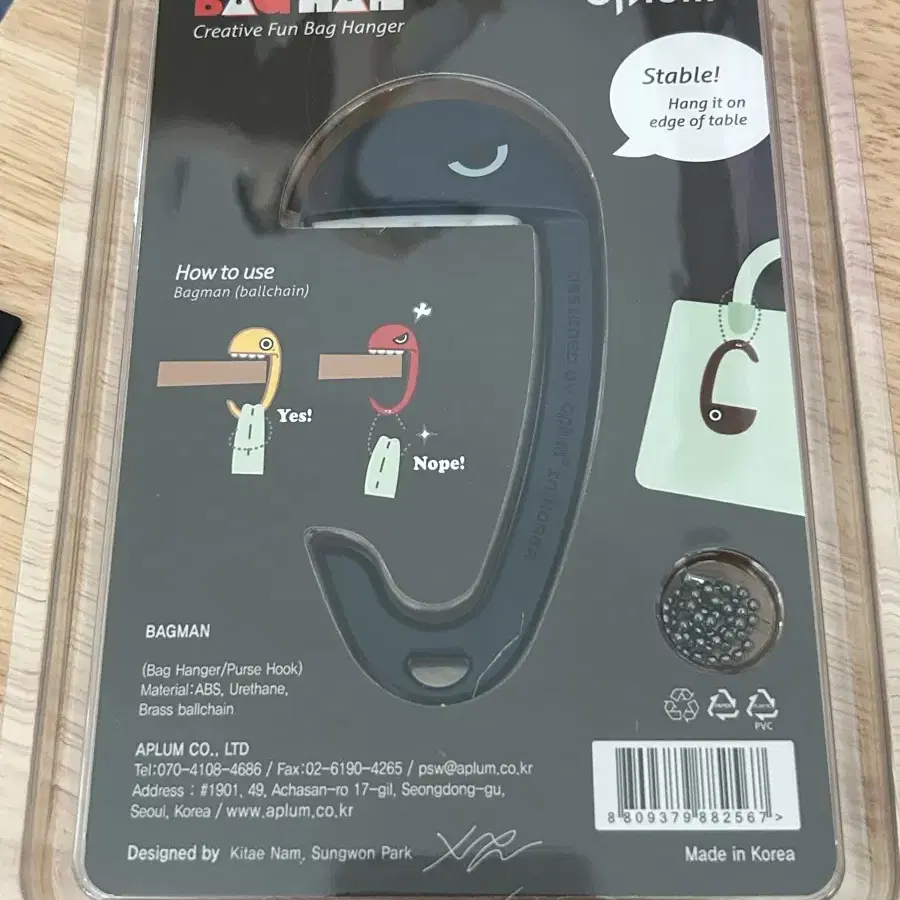 BAGMAN
Creative Fun Bag Hanger
aplum
Stable!
Hang it on
edge of table
How to use
Bagman (ballchain)
Yes!
Nope!
BAGMAN
(Bag Hanger/Purse Hook)
Material:ABS, Urethane,
Brass ballchain
PVC
APLUM CO., LTD
Tel:070-4108-4686 / Fax:02-6190-4265 / psw@aplum.co.kr
Address : #1901, 49, Achasan-ro 17-gil, Seongdong-gu,
Seoul, Korea / www.aplum.co.kr
8 809379 882567 >
Designed by Kitae Nam, Sungwon Park
Made in Korea